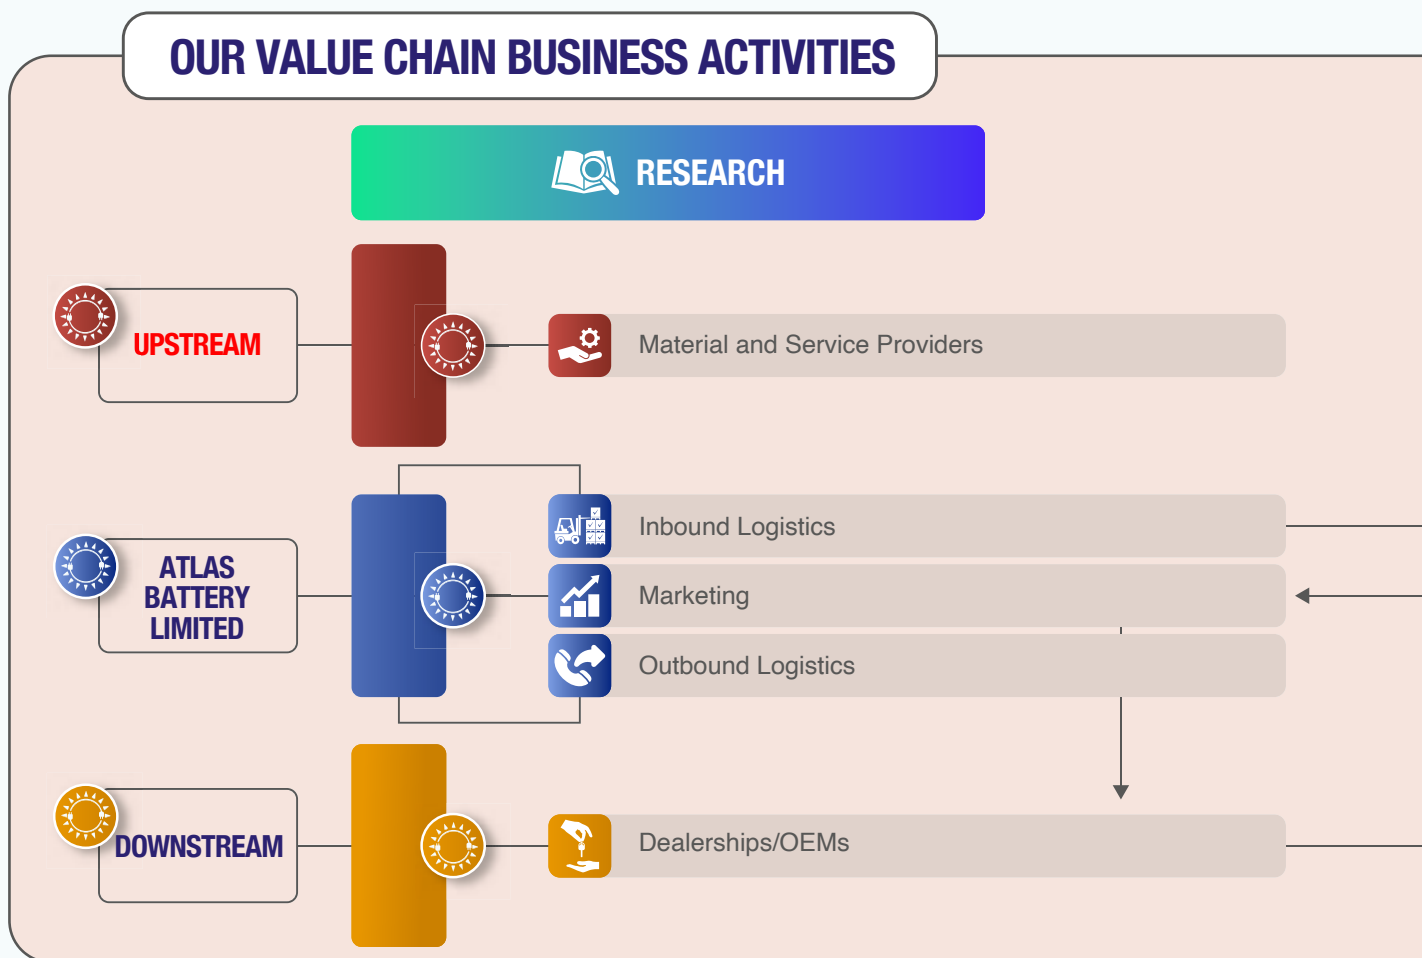 OUR VALUE CHAIN BUSINESS ACTIVITIES
RESEARCH
UPSTREAM
Material and Service Providers
ATLAS
BATTERY
LIMITED
Inbound Logistics
Marketing
Outbound Logistics
DOWNSTREAM
Dealerships/OEMs